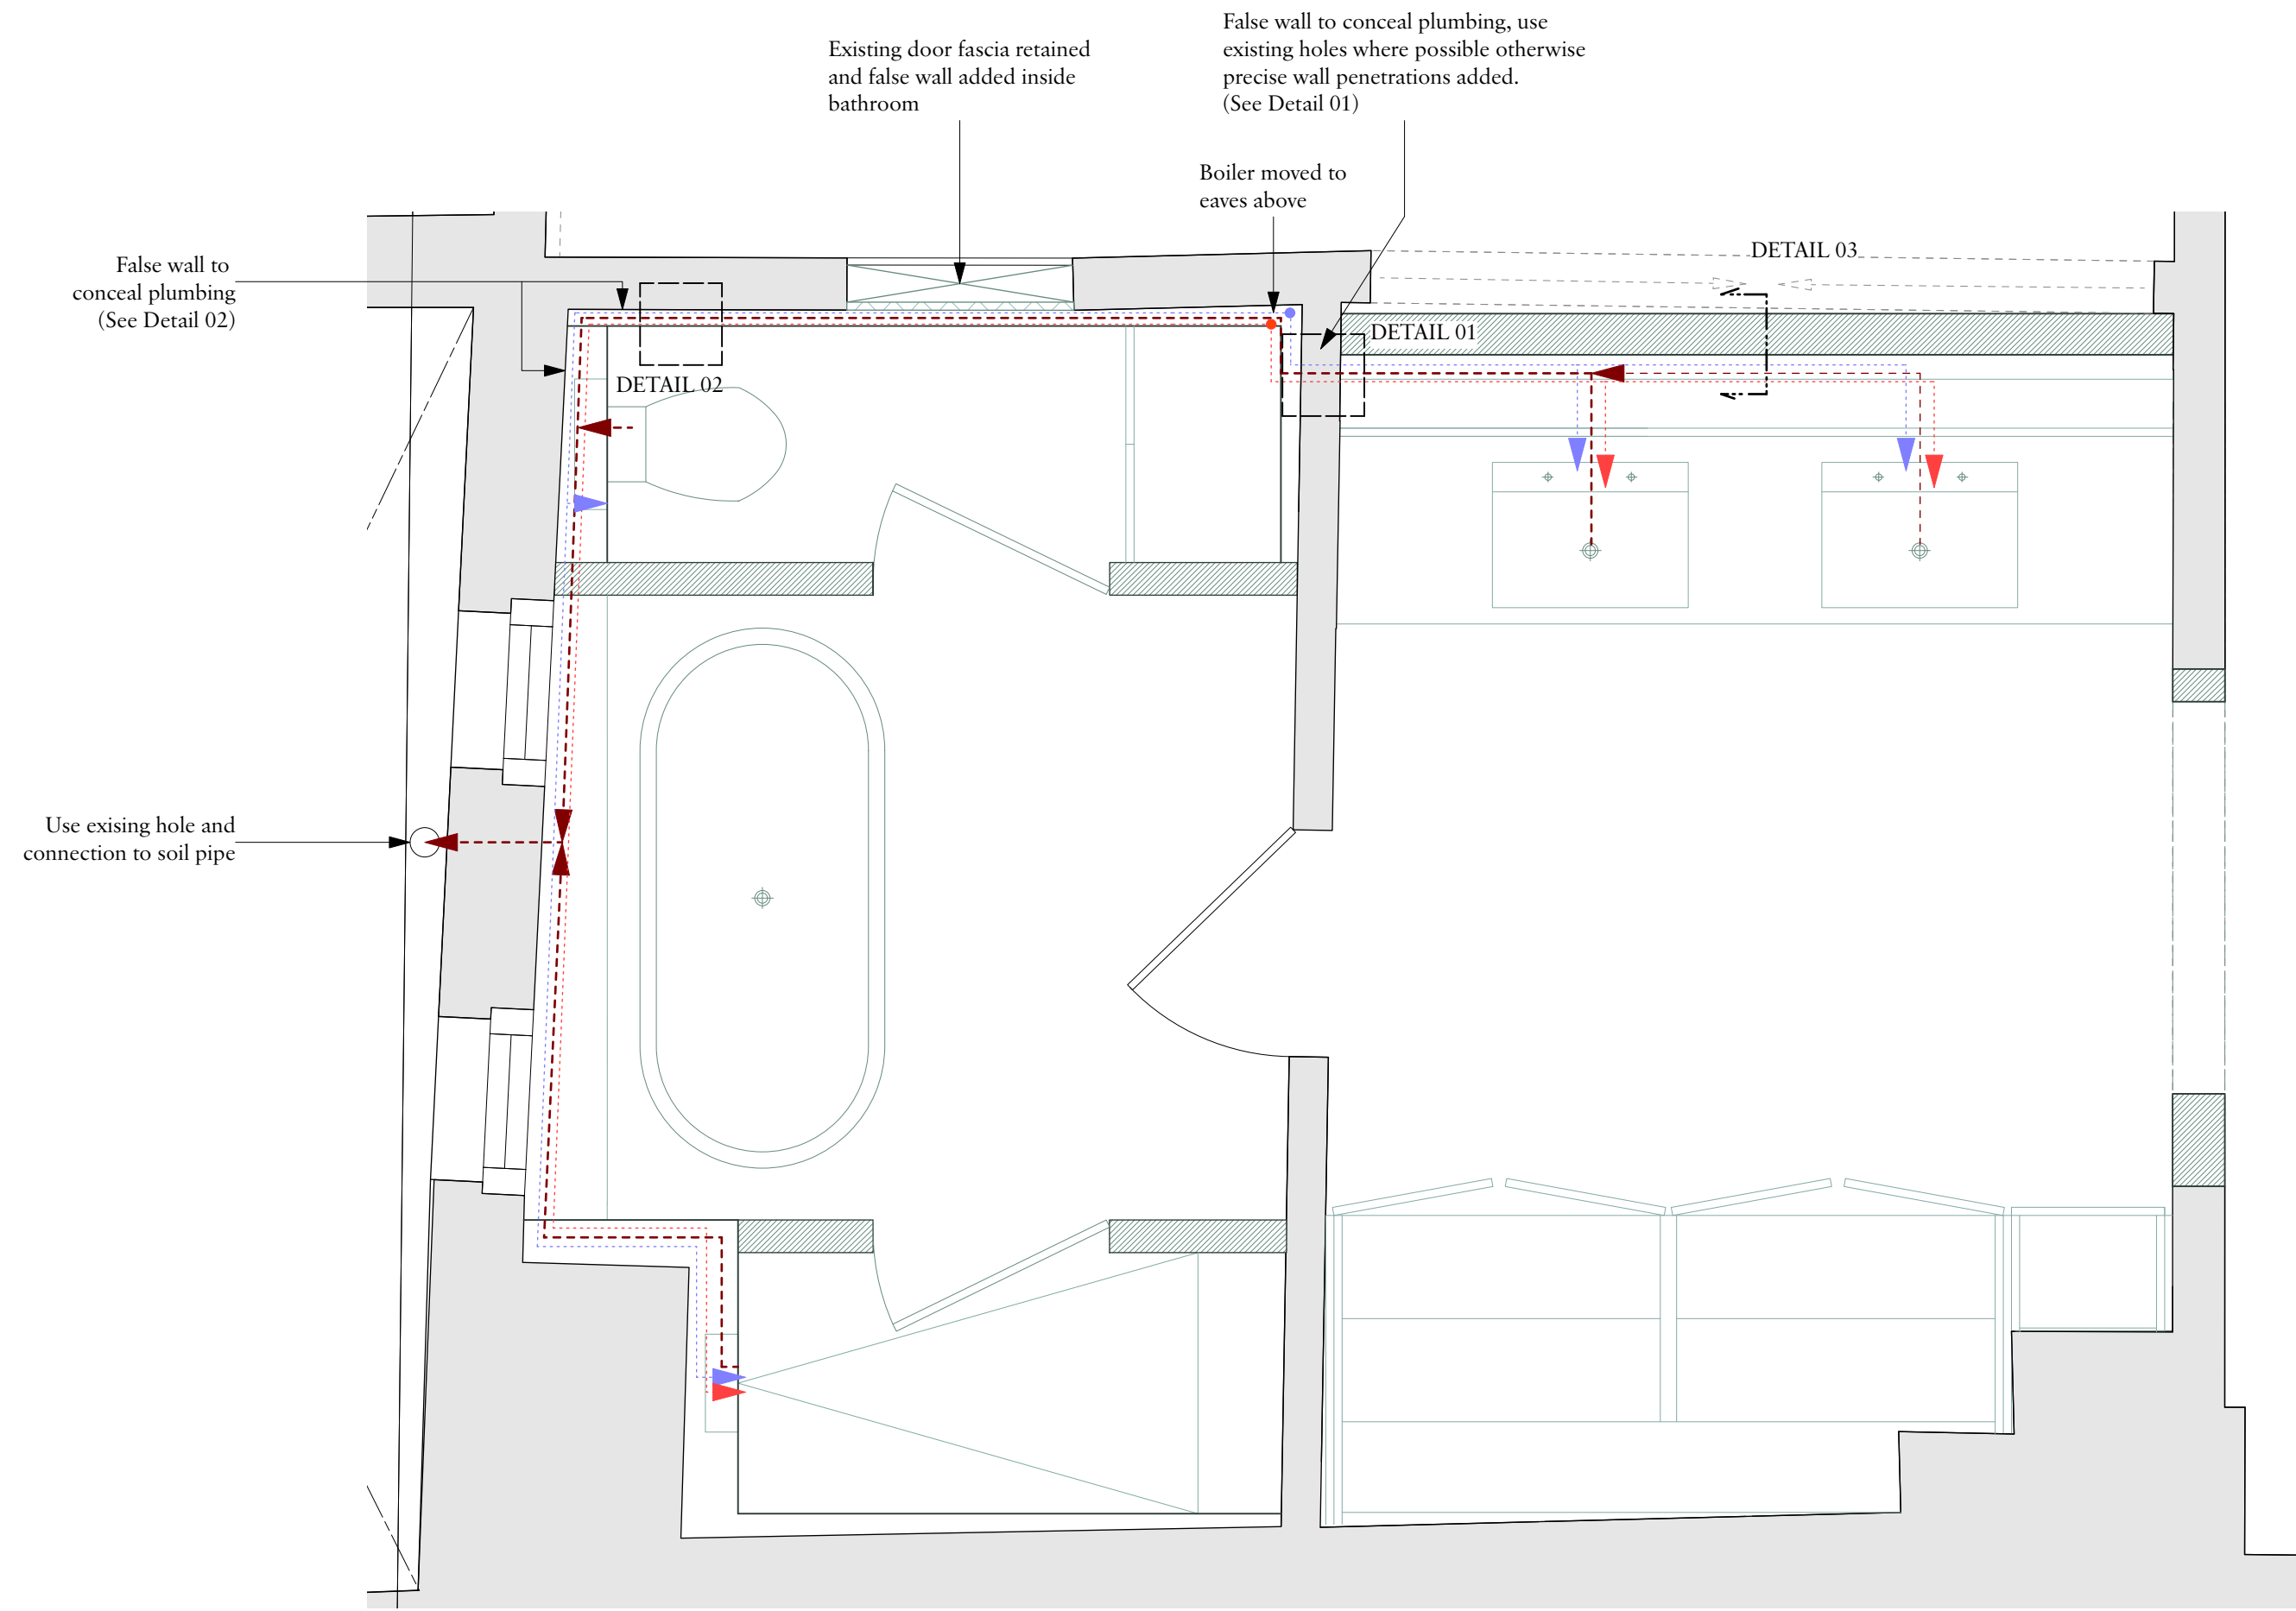 False wall to conceal plumbing, use
existing holes where possible otherwise
precise wall penetrations added.
(See Detail 01)
Existing door fascia retained
and false wall added inside
bathroom
Boiler moved to
eaves above
DETAIL 03
False wall to
conceal plumbing
(See Detail 02)
DETAIL 01
DETAIL 02
Use exising hole and
connection to soil pipe